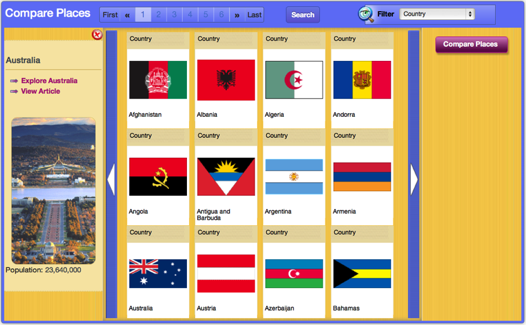 Compare Places
First « 1 2 3 4 5 6 » Last
Search
Filter
Country
Australia
Explore Australia
View Article
Population: 23,640,000
Country Country Country Country
Afghanistan Albania Algeria Andorra
Country Country Country Country
Angola Antigua and Argentina Armenia
Barbuda
Country Country Country Country
Australia Austria Azerbaijan Bahamas
Compare Places